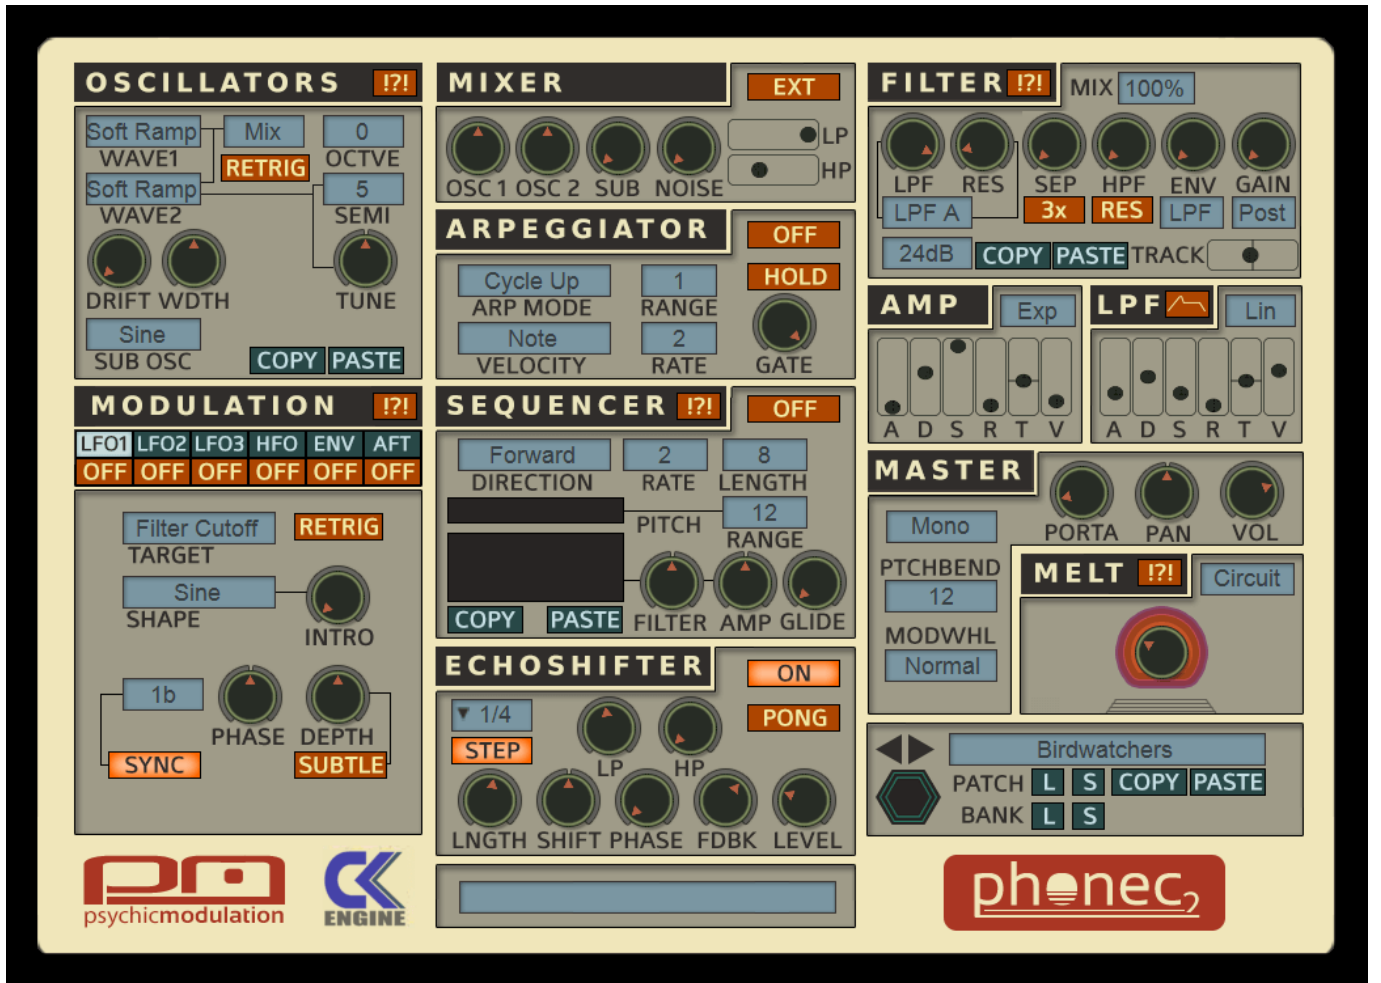 OSCILLATORS !?!
Soft Ramp Mix 0
WAVE1 RETRIG OCTVE
Soft Ramp 5
WAVE2 SEMI
DRIFT WDTH TUNE
Sine
SUB OSC COPY PASTE
MODULATION !?!
LFO1 LFO2 LFO3 HFO ENV AFT
OFF OFF OFF OFF OFF OFF
Filter Cutoff RETRIG
TARGET
Sine
SHAPE INTRO
1b
PHASE DEPTH
SYNC SUBTLE
MIXER EXT
LP
HP
OSC 1 OSC 2 SUB NOISE
ARPEGGIATOR OFF
Cycle Up 1 HOLD
ARP MODE RANGE
Note 2
VELOCITY RATE GATE
SEQUENCER !?! OFF
Forward 2 8
DIRECTION RATE LENGTH
PITCH 12
RANGE
COPY PASTE FILTER AMP GLIDE
ECHOSHIFTER ON
1/4 PONG
STEP
LP HP
LNGTH SHIFT PHASE FDBK LEVEL
FILTER !?! MIX 100%
LPF RES SEP HPF ENV GAIN
LPF A 3x RES LPF Post
24dB COPY PASTE TRACK
AMP Exp
A D S R T V
LPF Lin
A D S R T V
MASTER
PORTA PAN VOL
Mono
PTCHBEND
12
MODWHL
Normal
MELT !?! Circuit
Birdwatchers
PATCH L S COPY PASTE
BANK L S
psychicmodulation
CK
ENGINE
phonec2